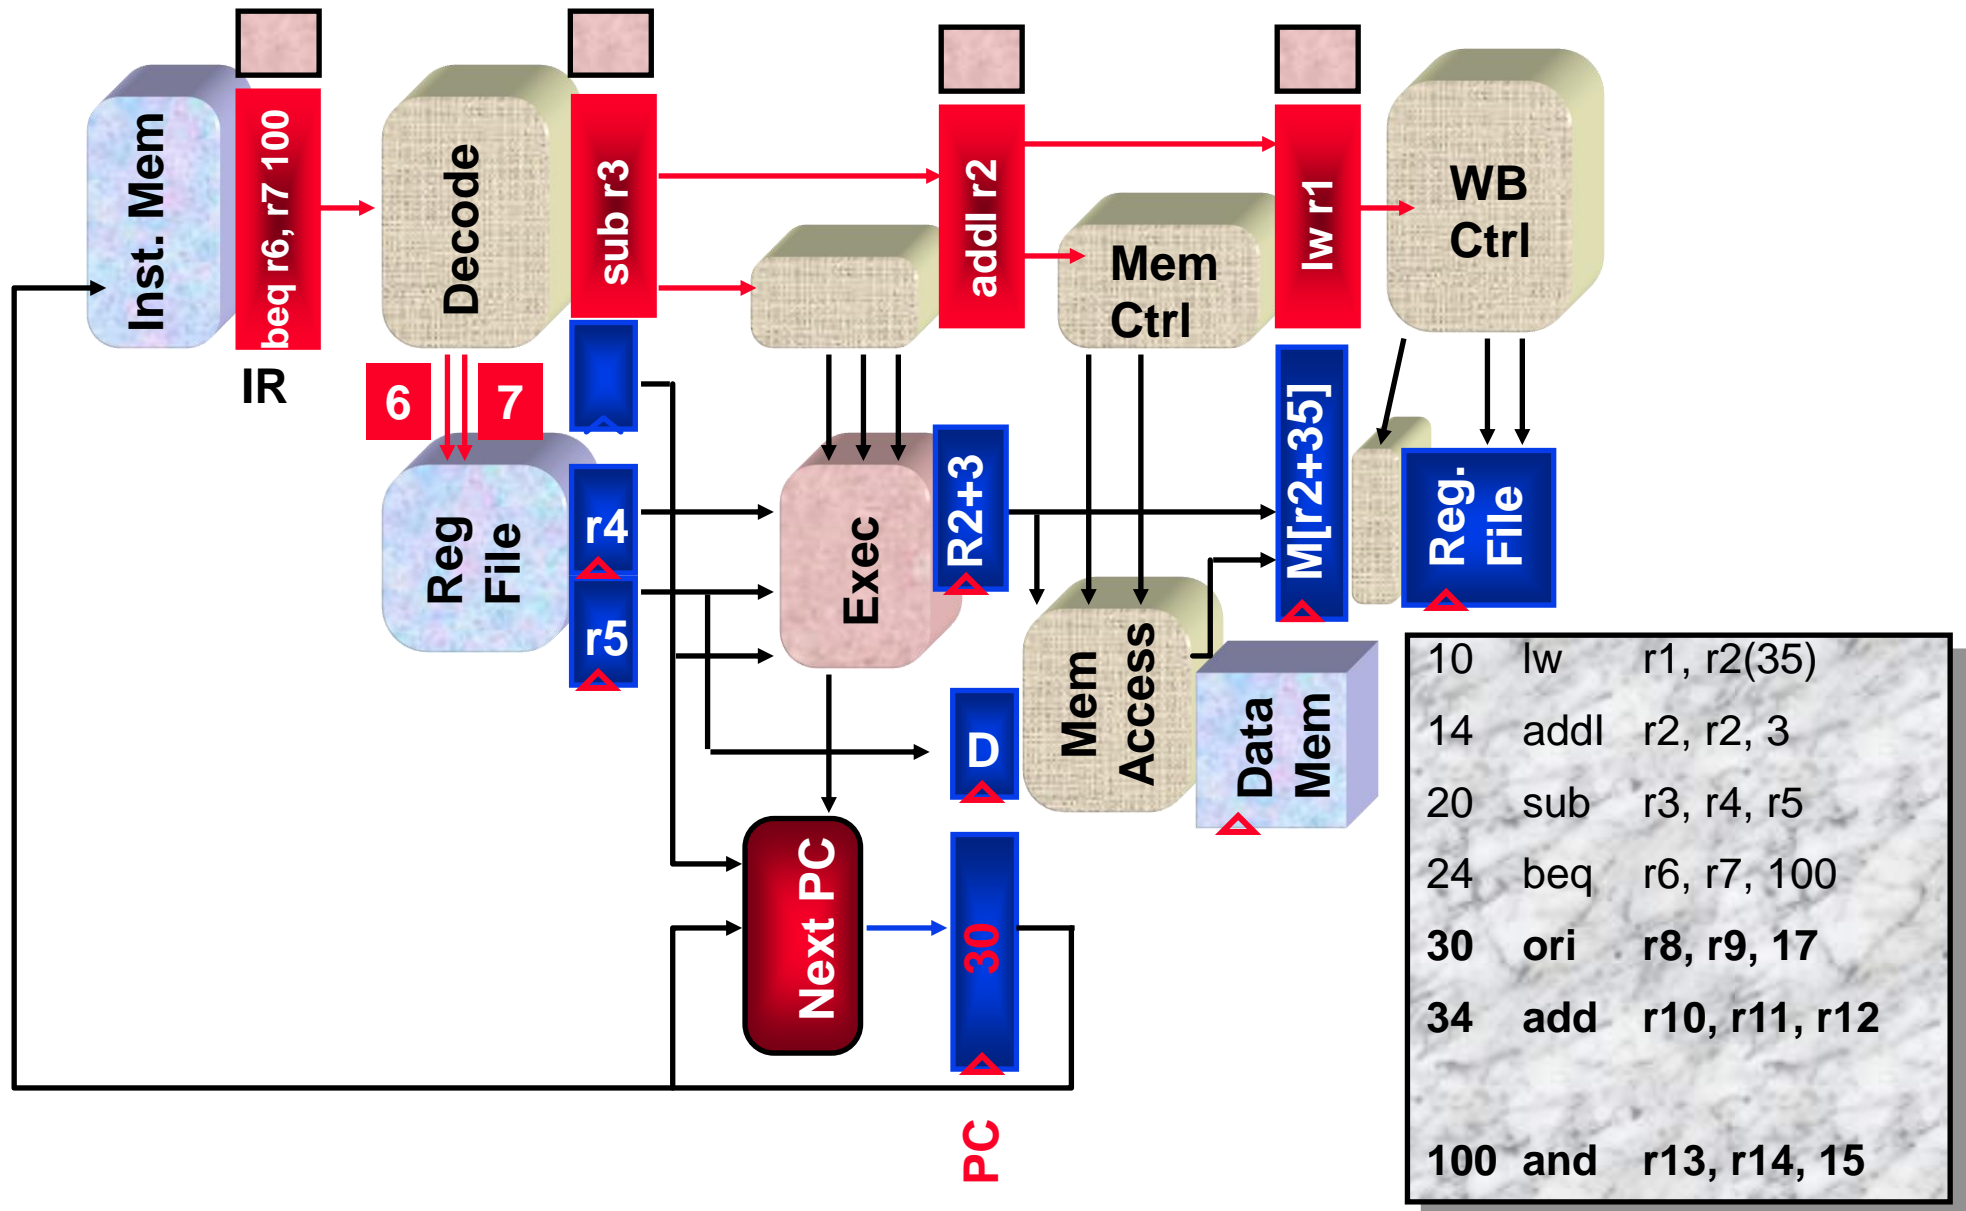 Inst. Mem
beq r6, r7 100
IR
Decode
6
7
Reg
File
sub r3
r4
r5
Exec
addI r2
R2+3
D
Next PC
30
PC
Mem
Ctrl
Mem
Access
Data
Mem
lw r1
M[r2+35]
WB
Ctrl
Reg.
File
10 lw r1, r2(35)
14 addI r2, r2, 3
20 sub r3, r4, r5
24 beq r6, r7, 100
30 ori r8, r9, 17
34 add r10, r11, r12
100 and r13, r14, 15